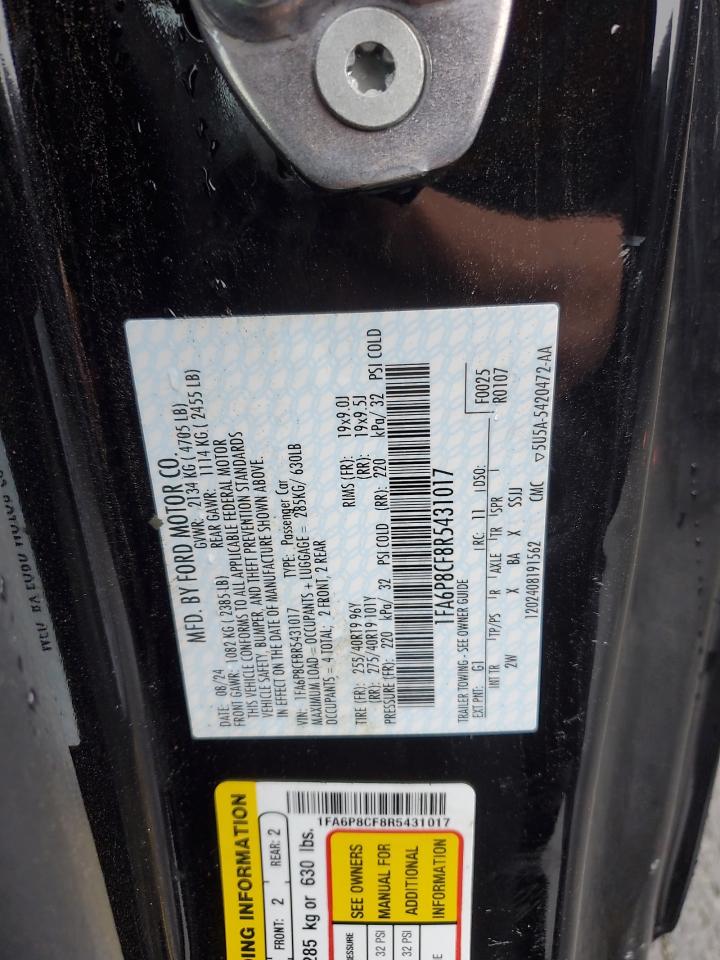 MFD. BY FORD MOTOR CO.
DATE 08/24 GVWR: 2134 KG ( 4705 LB)
FRONT GAWR: 1082 KG ( 2385 LB) REAR GAWR: 1114 KG ( 2455 LB)
THIS VEHICLE CONFORMS TO ALL APPLICABLE FEDERAL MOTOR
VEHICLE SAFETY, BUMPER, AND THEFT PREVENTION STANDARDS
IN EFFECT ON THE DATE OF MANUFACTURE SHOWN ABOVE.
VIN: 1FA6P8CF8R5431017 TYPE: Passenger Car
MAXIMUM LOAD = OCCUPANTS + LUGGAGE = 285KG/ 630LB
OCCUPANTS = 4 TOTAL; 2 FRONT, 2 REAR
TIRE (FR): 255/40R19 96Y RIMS (FR): 19x9.0J
(RR): 275/40R19 101Y (RR): 19x9.5J
PRESSURE (FR): 220 kPa/ 32 PSI COLD (RR): 220 kPa/ 32 PSI COLD
1FA6P8CF8R5431017
TRAILER TOWING - SEE OWNER GUIDE
F0025
R0107
EXT PNT: G1 RC: 11 DSO:
INT TR TP/PS R AXLE TR SPR
2W X BA X SSJJ
1202408191562 CMC ▽5U5A-5420472-AA
1FA6P8CF8R5431017
DING INFORMATION
FRONT: 2 REAR: 2
285 kg or 630 lbs.
PRESSURE SEE OWNERS
32 PSI MANUAL FOR
32 PSI ADDITIONAL
INFORMATION